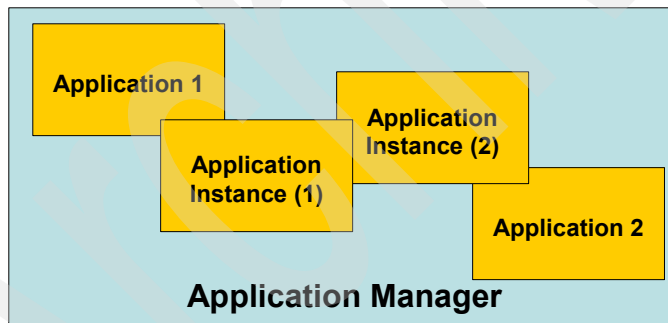 Application 1
Application
Instance (2)
Application
Instance (1)
Application 2
Application Manager